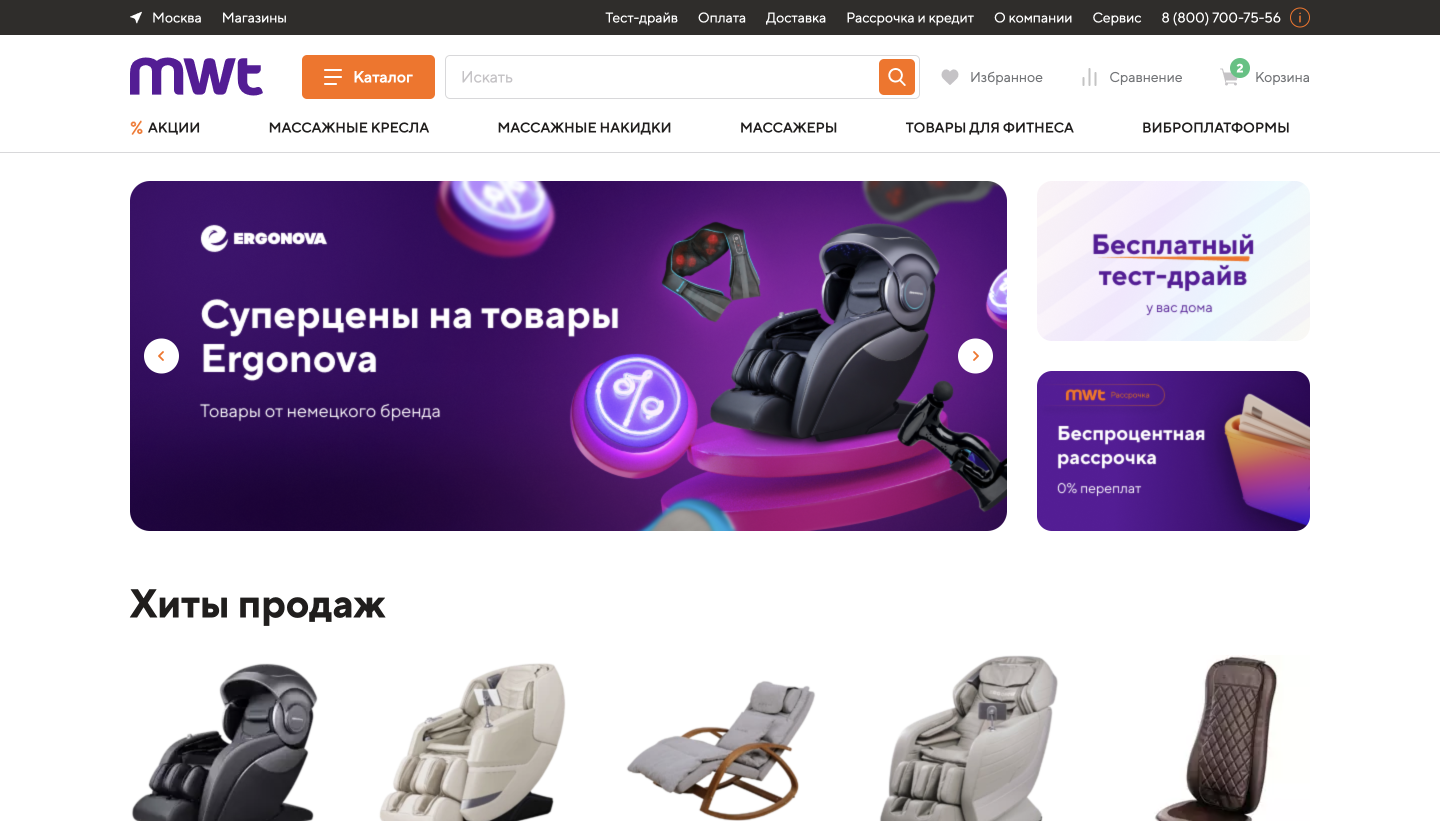 Москва Магазины Тест-драйв Оплата Доставка Рассрочка и кредит О компании Сервис 8 (800) 700-75-56
mwt Каталог Искать Избранное Сравнение 2 Корзина
% АКЦИИ МАССАЖНЫЕ КРЕСЛА МАССАЖНЫЕ НАКИДКИ МАССАЖЕРЫ ТОВАРЫ ДЛЯ ФИТНЕСА ВИБРОПЛАТФОРМЫ
ERGONOVA
Суперцены на товары
Ergonova
Товары от немецкого бренда
Бесплатный
тест-драйв
у вас дома
mwt Рассрочка
Беспроцентная
рассрочка
0% переплат
Хиты продаж